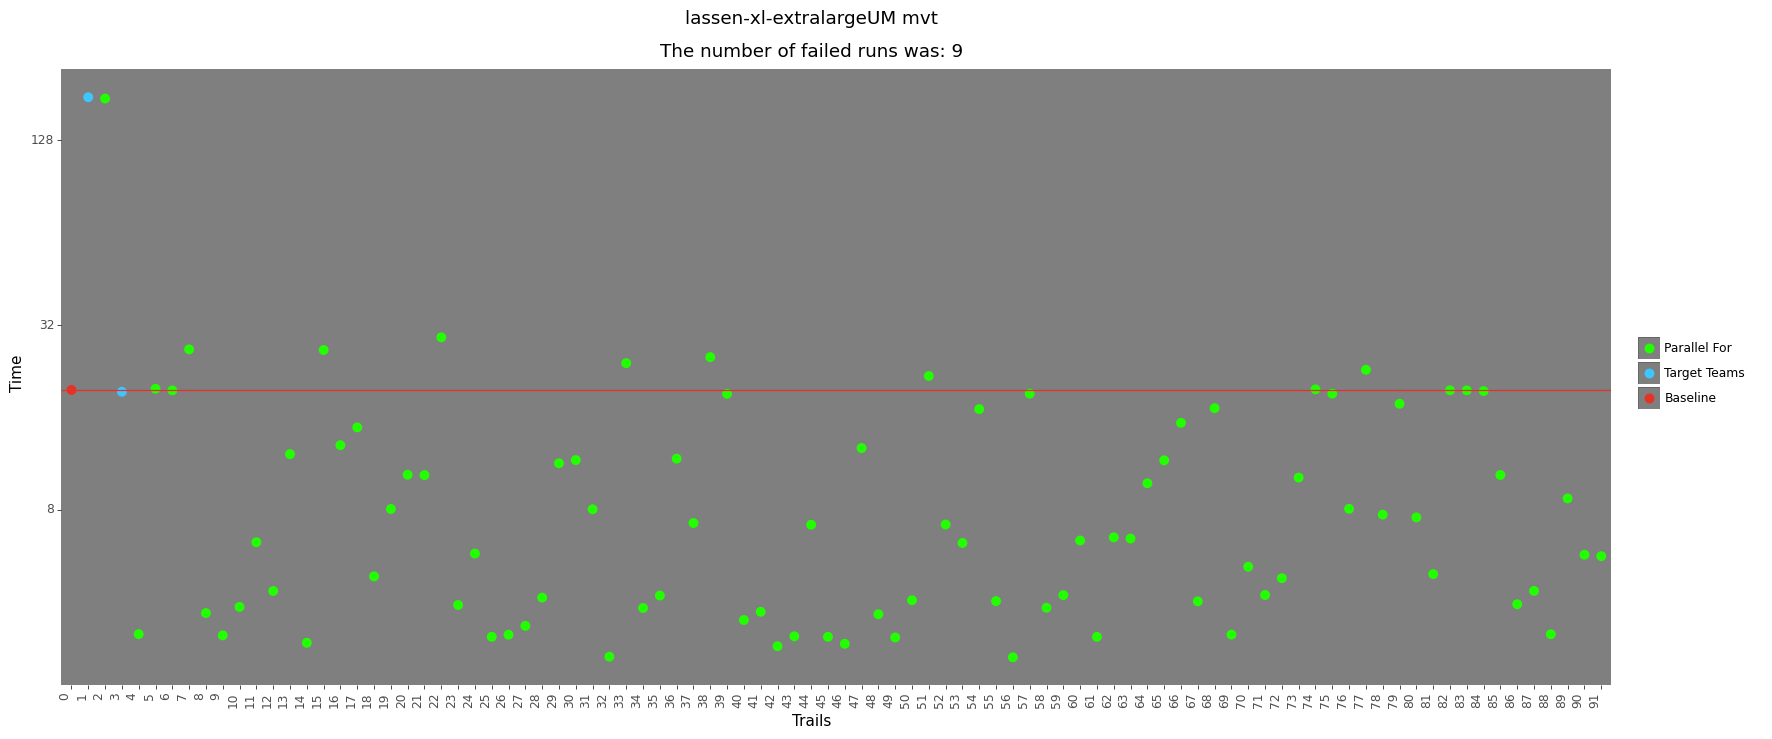 lassen-xl-extralargeUM mvt
The number of failed runs was: 9
128
32
8
Time
0 1 2 3 4 5 6 7 8 9 10 11 12 13 14 15 16 17 18 19 20 21 22 23 24 25 26 27 28 29 30 31 32 33 34 35 36 37 38 39 40 41 42 43 44 45 46 47 48 49 50 51 52 53 54 55 56 57 58 59 60 61 62 63 64 65 66 67 68 69 70 71 72 73 74 75 76 77 78 79 80 81 82 83 84 85 86 87 88 89 90 91
Trails
Parallel For
Target Teams
Baseline